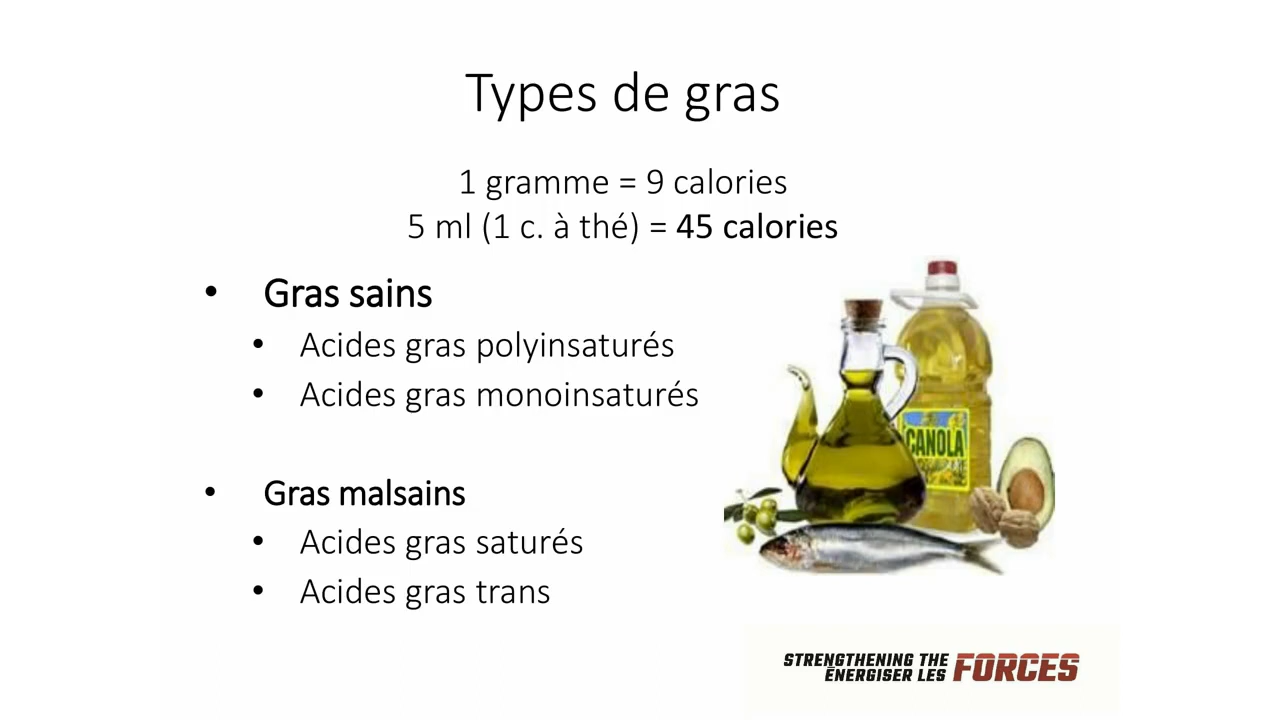 Types de gras
1 gramme = 9 calories
5 ml (1 c. à thé) = 45 calories
• Gras sains
• Acides gras polyinsaturés
• Acides gras monoinsaturés
CANOLA
• Gras malsains
• Acides gras saturés
• Acides gras trans
STRENGTHENING THE
ÉNERGISER LES FORCES